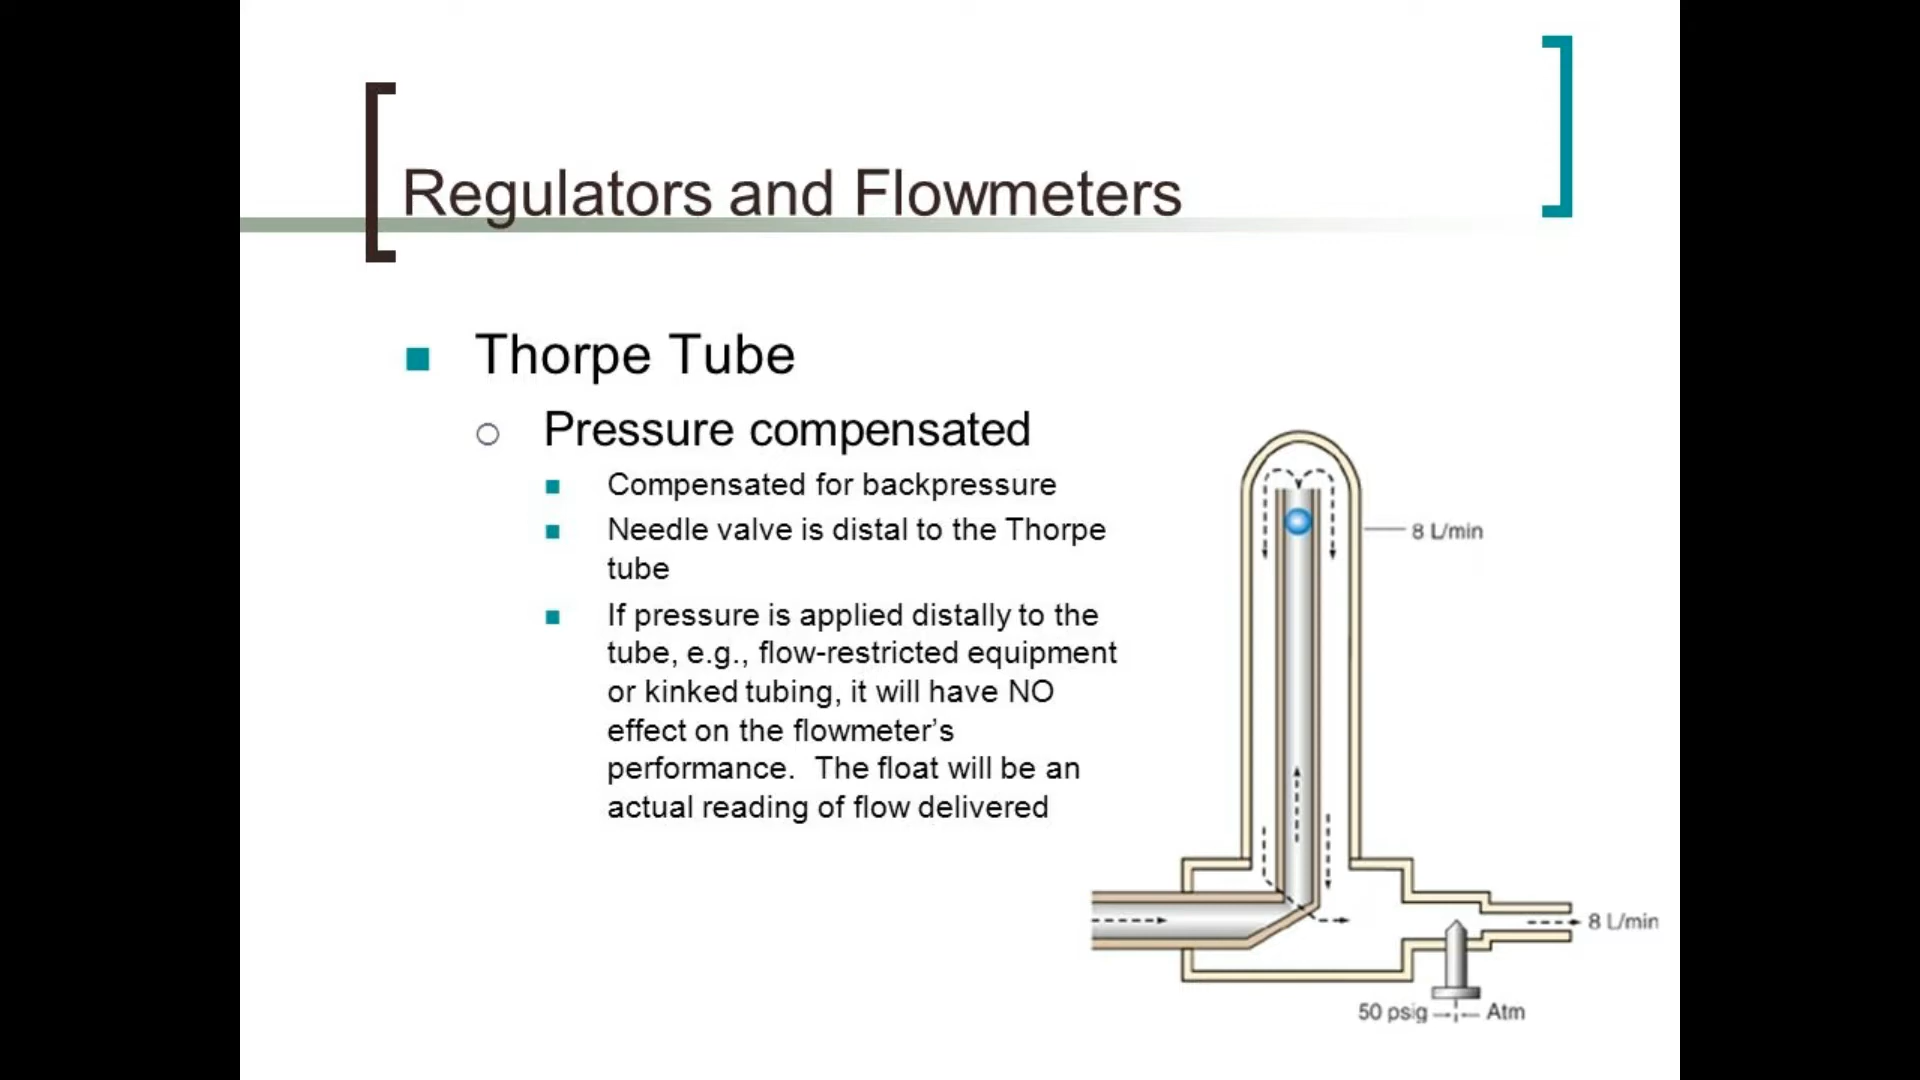 Regulators and Flowmeters
Thorpe Tube
Pressure compensated
Compensated for backpressure
Needle valve is distal to the Thorpe
tube
If pressure is applied distally to the
tube, e.g., flow-restricted equipment
or kinked tubing, it will have NO
effect on the flowmeter’s
performance.  The float will be an
actual reading of flow delivered
8 L/min
8 L/min
50 psig
Atm